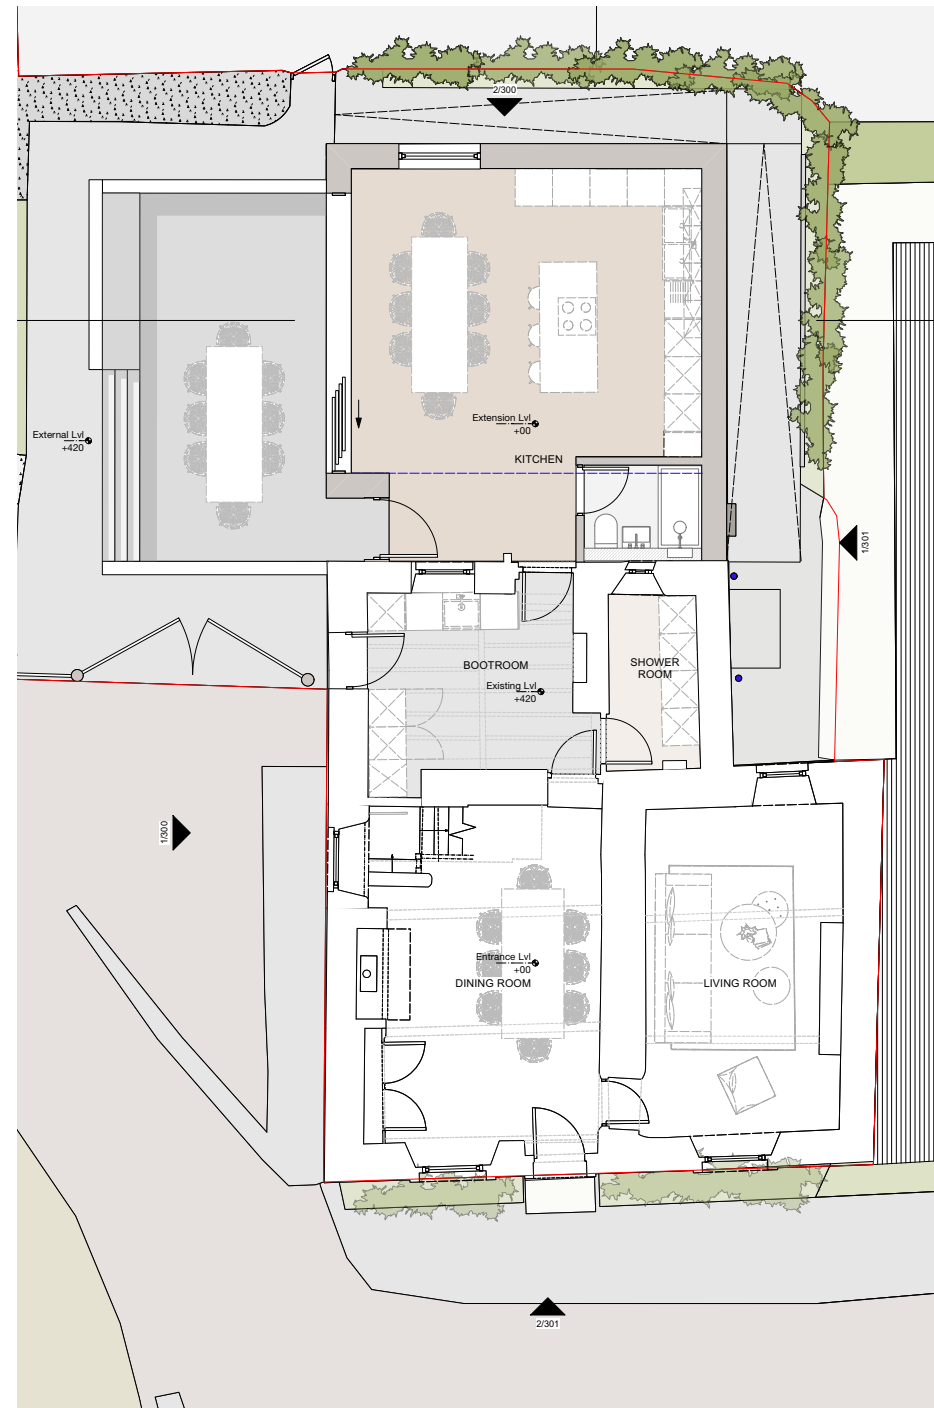 2/300
External Lvl
+420
Extension Lvl
+00
KITCHEN
1/301
BOOTROOM
SHOWER
ROOM
Existing Lvl
+420
1/300
Entrance Lvl
+00
DINING ROOM
LIVING ROOM
2/301